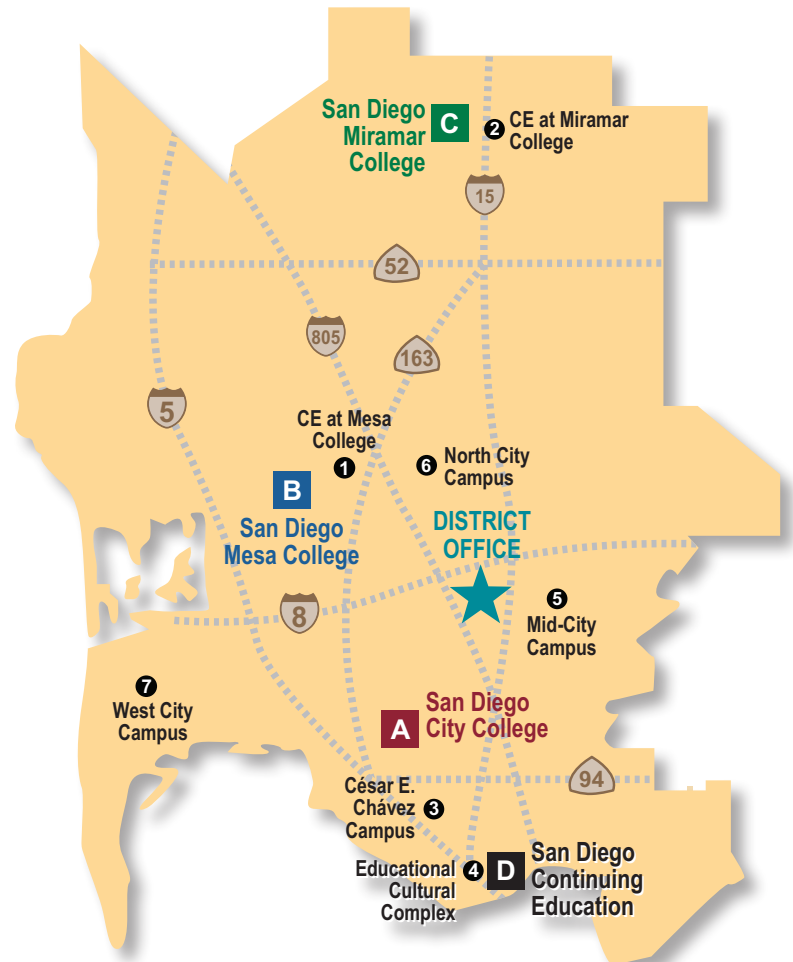 San Diego
Miramar
College
C
2
CE at Miramar
College
15
52
805
163
5
CE at Mesa
College
1
6
North City
Campus
B
San Diego
Mesa College
DISTRICT
OFFICE
8
5
Mid-City
Campus
7
West City
Campus
A
San Diego
City College
94
César E.
Chávez
Campus
3
Educational
Cultural
Complex
4
D
San Diego
Continuing
Education